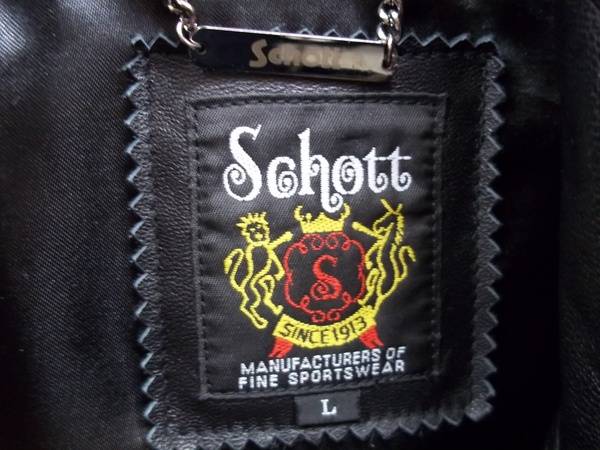 Schott
Schott
S
SINCE 1913
MANUFACTURERS OF
FINE SPORTSWEAR
L